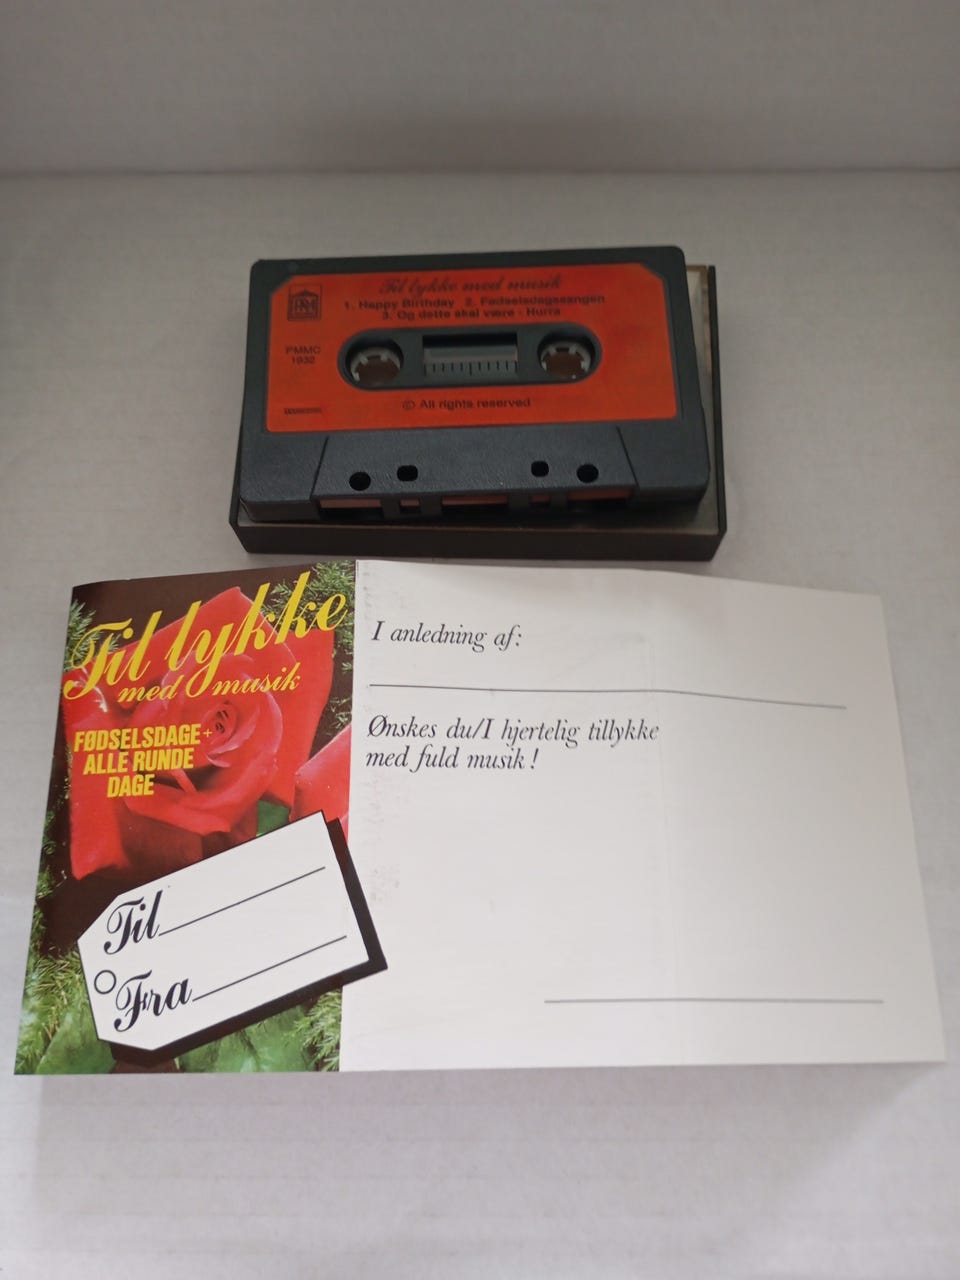 Til lykke med musik
1. Happy Birthday 2. Fødselsdagssangen
3. Og dette skal være - Hurra
PM
PMMC
1932
© All rights reserved
Til lykke
med musik
FØDSELSDAGE +
ALLE RUNDE
DAGE
Til
Fra
I anledning af:
Ønskes du/I hjertelig tillykke
med fuld musik!